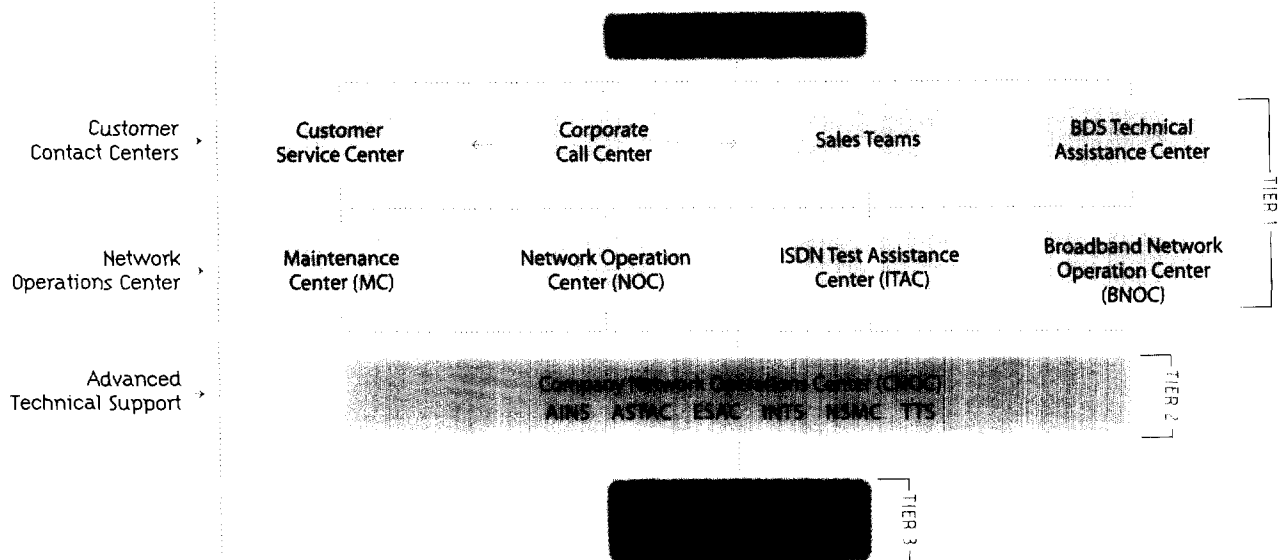 Customer
Contact Centers
Customer
Service Center
Corporate
Call Center
Sales Teams
BDS Technical
Assistance Center
TIER 1
Network
Operations Center
Maintenance
Center (MC)
Network Operation
Center (NOC)
ISDN Test Assistance
Center (ITAC)
Broadband Network
Operation Center
(BNOC)
Advanced
Technical Support
Company Network Operations Center (CNOC)
AINS ASTAC ESAC INTS NSMC TTS
TIER 2
TIER 3